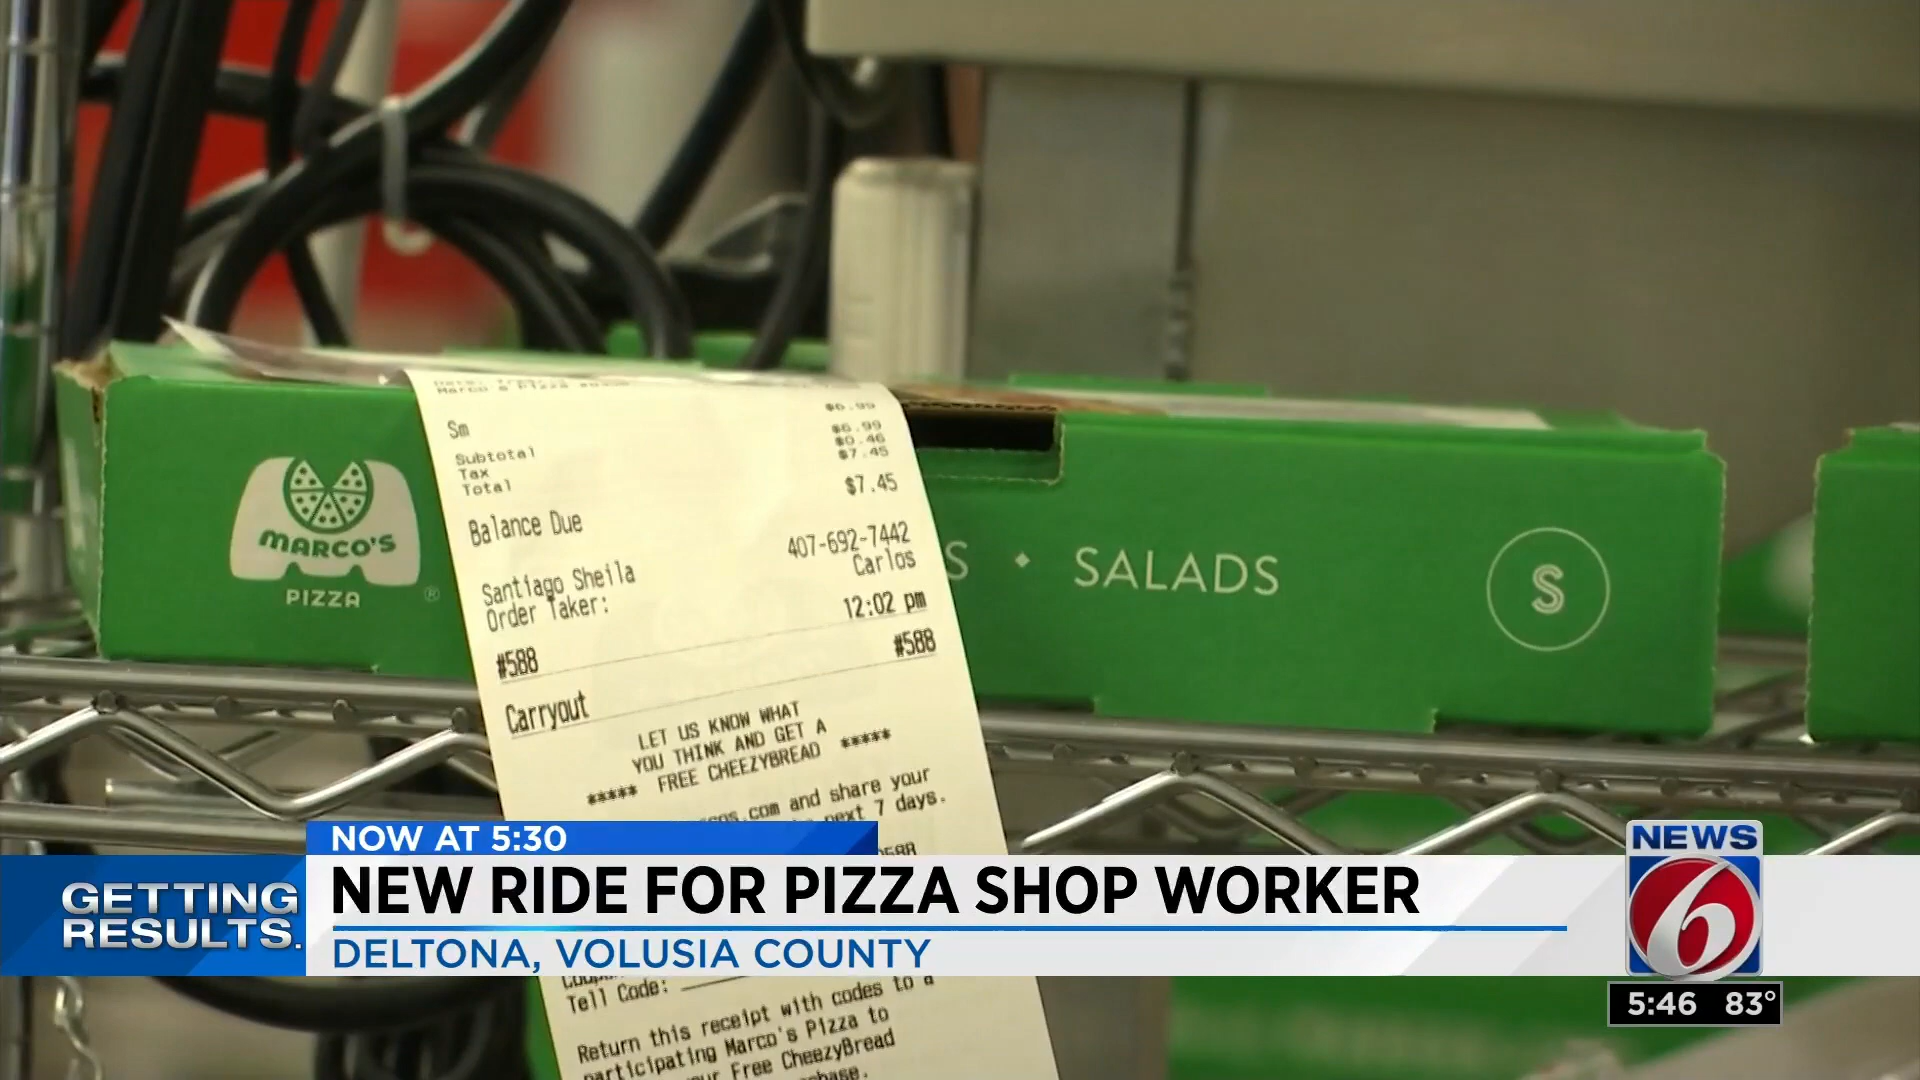 Marco's Pizza
$6.99
Sm
$6.99
Subtotal
$0.46
Tax
$7.45
Total
$7.45
Balance Due
407-692-7442
Santiago Sheila
Carlos
Order Taker:
12:02 pm
#588 #588
Carryout
LET US KNOW WHAT
YOU THINK AND GET A
***** FREE CHEEZYBREAD *****
.com and share your
next 7 days.
Tell Code:
Return this receipt with codes to a
participating Marco's Pizza to
Free CheezyBread
MARCO'S
PIZZA
®
S • SALADS
S
NOW AT 5:30
GETTING
RESULTS.
NEW RIDE FOR PIZZA SHOP WORKER
DELTONA, VOLUSIA COUNTY
NEWS
6
5:46 83°